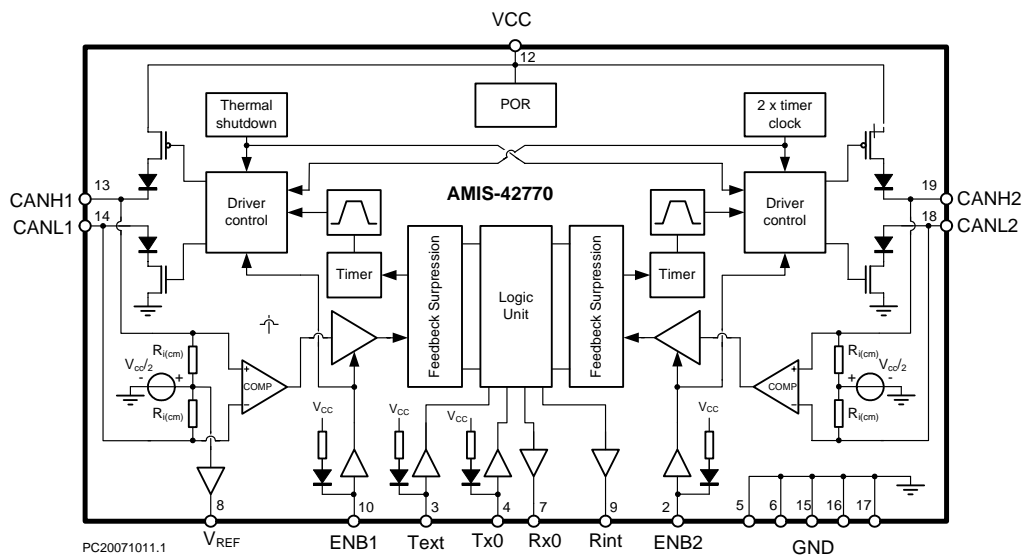 VCC
12
POR
Thermal
shutdown
2 x timer
clock
13
CANH1
14
CANL1
Driver
control
AMIS-42770
Driver
control
19
CANH2
18
CANL2
Timer
Feedbeck Surpression
Logic
Unit
Feedbeck Surpression
Timer
Ri(cm)
Vcc/2
-
+
Ri(cm)
+
COMP
−
+
COMP
−
Ri(cm)
Vcc/2
+
-
Ri(cm)
VCC
VCC
VCC
VCC
8
10
3
4
7
9
2
5
6
15
16
17
VREF
ENB1
Text
Tx0
Rx0
Rint
ENB2
GND
PC20071011.1